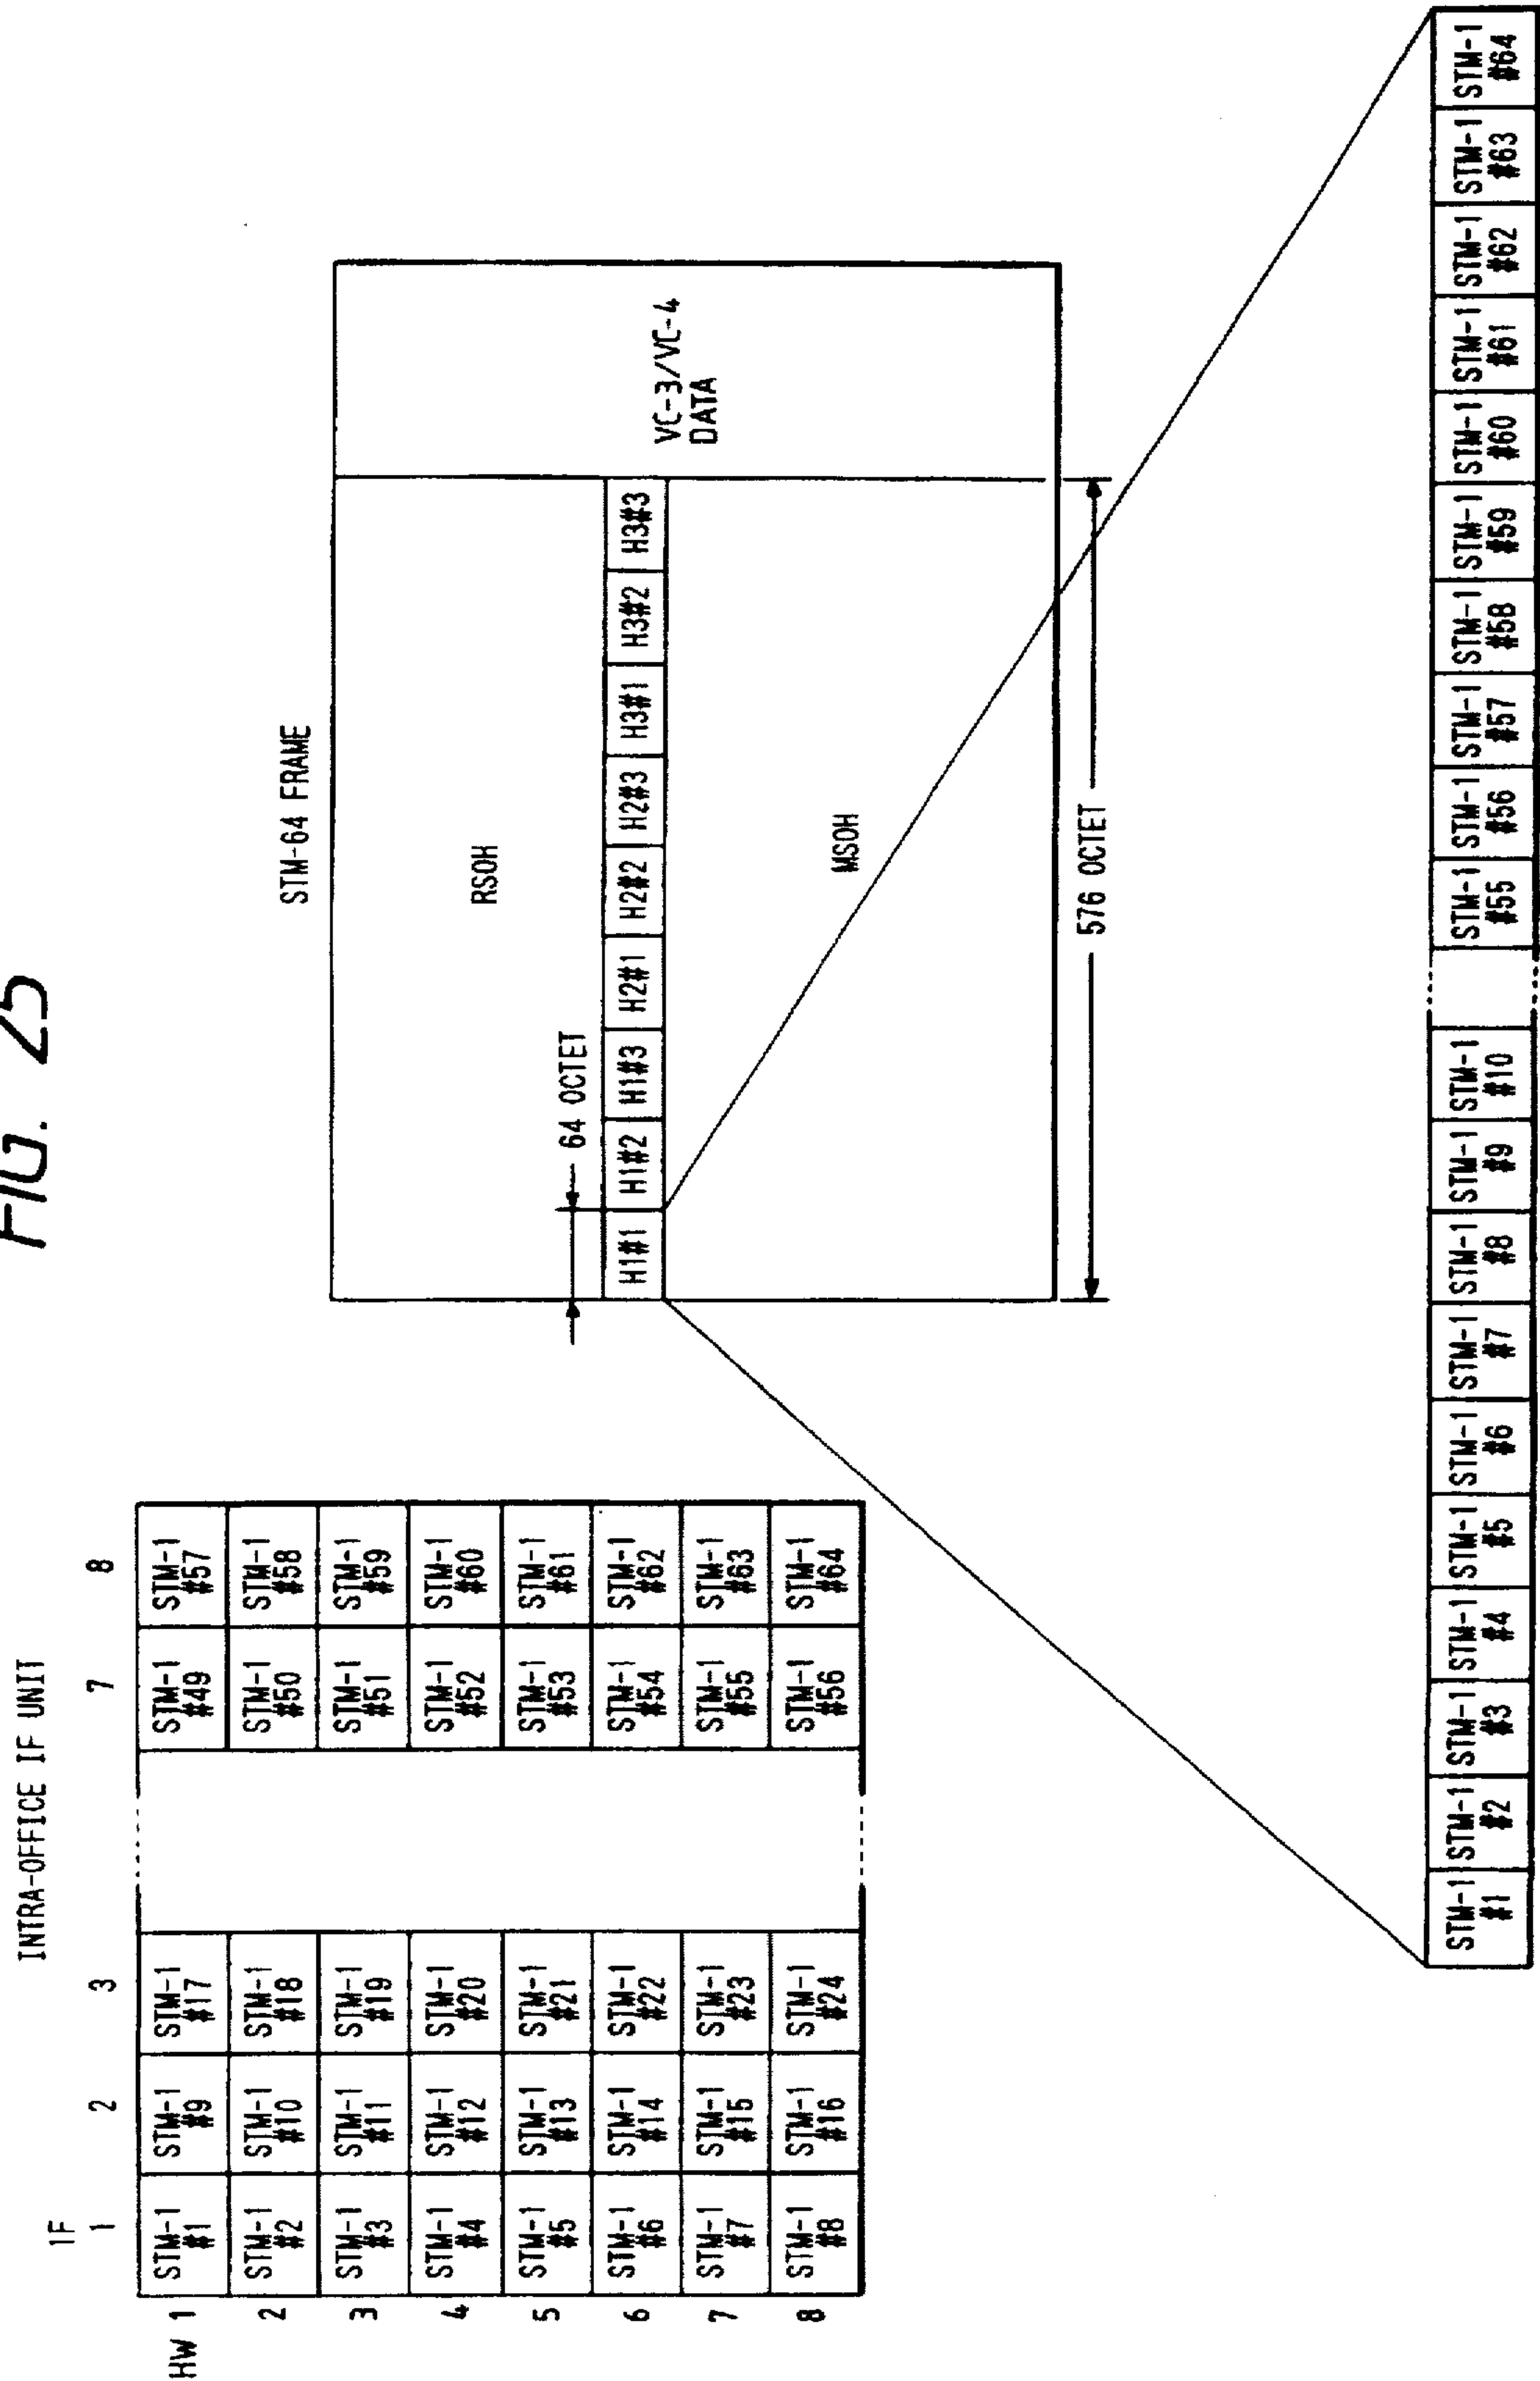 FIG. 25
INTRA-OFFICE IF UNIT
IF
1 2 3 7 8
HW 1 STM-1 #1 STM-1 #9 STM-1 #17 STM-1 #49 STM-1 #57
2 STM-1 #2 STM-1 #10 STM-1 #18 STM-1 #50 STM-1 #58
3 STM-1 #3 STM-1 #11 STM-1 #19 STM-1 #51 STM-1 #59
4 STM-1 #4 STM-1 #12 STM-1 #20 STM-1 #52 STM-1 #60
5 STM-1 #5 STM-1 #13 STM-1 #21 STM-1 #53 STM-1 #61
6 STM-1 #6 STM-1 #14 STM-1 #22 STM-1 #54 STM-1 #62
7 STM-1 #7 STM-1 #15 STM-1 #23 STM-1 #55 STM-1 #63
8 STM-1 #8 STM-1 #16 STM-1 #24 STM-1 #56 STM-1 #64
STM-64 FRAME
RSOH
64 OCTET
H1#1 H1#2 H1#3 H2#1 H2#2 H2#3 H3#1 H3#2 H3#3
VC-3/VC-4
DATA
MSOH
576 OCTET
STM-1 STM-1 STM-1 STM-1 STM-1 STM-1 STM-1 STM-1 STM-1 STM-1 STM-1 STM-1 STM-1 STM-1 STM-1 STM-1 STM-1 STM-1 STM-1 STM-1
#1 #2 #3 #4 #5 #6 #7 #8 #9 #10 #55 #56 #57 #58 #59 #60 #61 #62 #63 #64